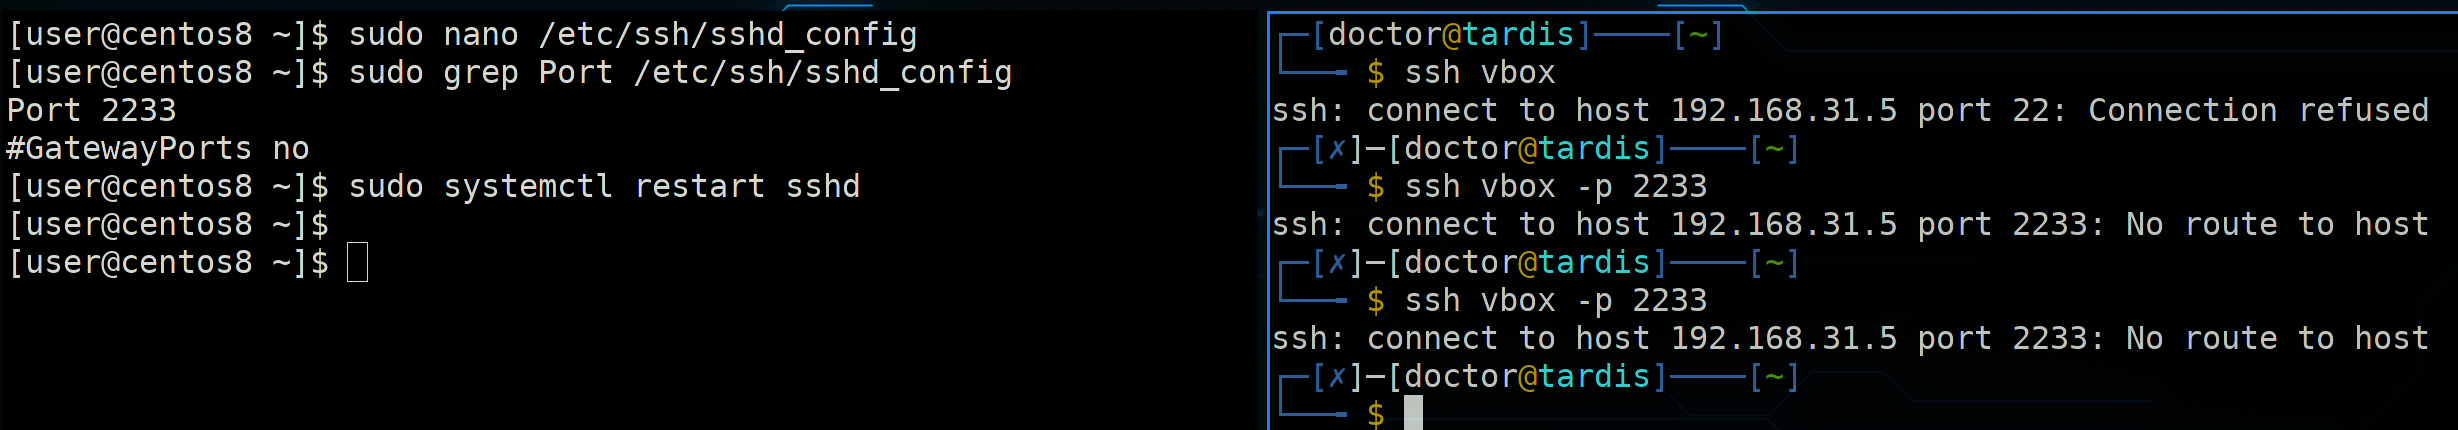 [user@centos8 ~]$ sudo nano /etc/ssh/sshd_config
[user@centos8 ~]$ sudo grep Port /etc/ssh/sshd_config
Port 2233
#GatewayPorts no
[user@centos8 ~]$ sudo systemctl restart sshd
[user@centos8 ~]$
[user@centos8 ~]$
┌─[doctor@tardis]────[~]
└──╼ $ ssh vbox
ssh: connect to host 192.168.31.5 port 22: Connection refused
┌─[✗]─[doctor@tardis]────[~]
└──╼ $ ssh vbox -p 2233
ssh: connect to host 192.168.31.5 port 2233: No route to host
┌─[✗]─[doctor@tardis]────[~]
└──╼ $ ssh vbox -p 2233
ssh: connect to host 192.168.31.5 port 2233: No route to host
┌─[✗]─[doctor@tardis]────[~]
└──╼ $